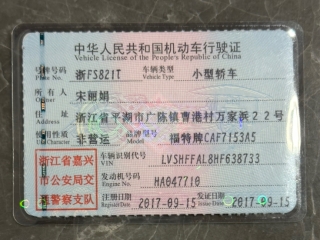 中华人民共和国机动车行驶证
Vehicle License of the People's Republic of China
号牌号码 浙FS821T 车辆类型 小型轿车
Plate No. Vehicle Type
所有人 宋丽娟
Owner
住址 浙江省平湖市广陈镇曹港村万家浜22号
Address
使用性质 非营运 品牌型号 福特牌CAF7153A5
Use Character Model
浙江省嘉兴 车辆识别代号 LVSHFFAL8HF638733
VIN
市公安局交 发动机号码 HA047710
Engine No.
通警察支队 注册日期 2017-09-15 发证日期 2017-09-15
Register Date Issue Date